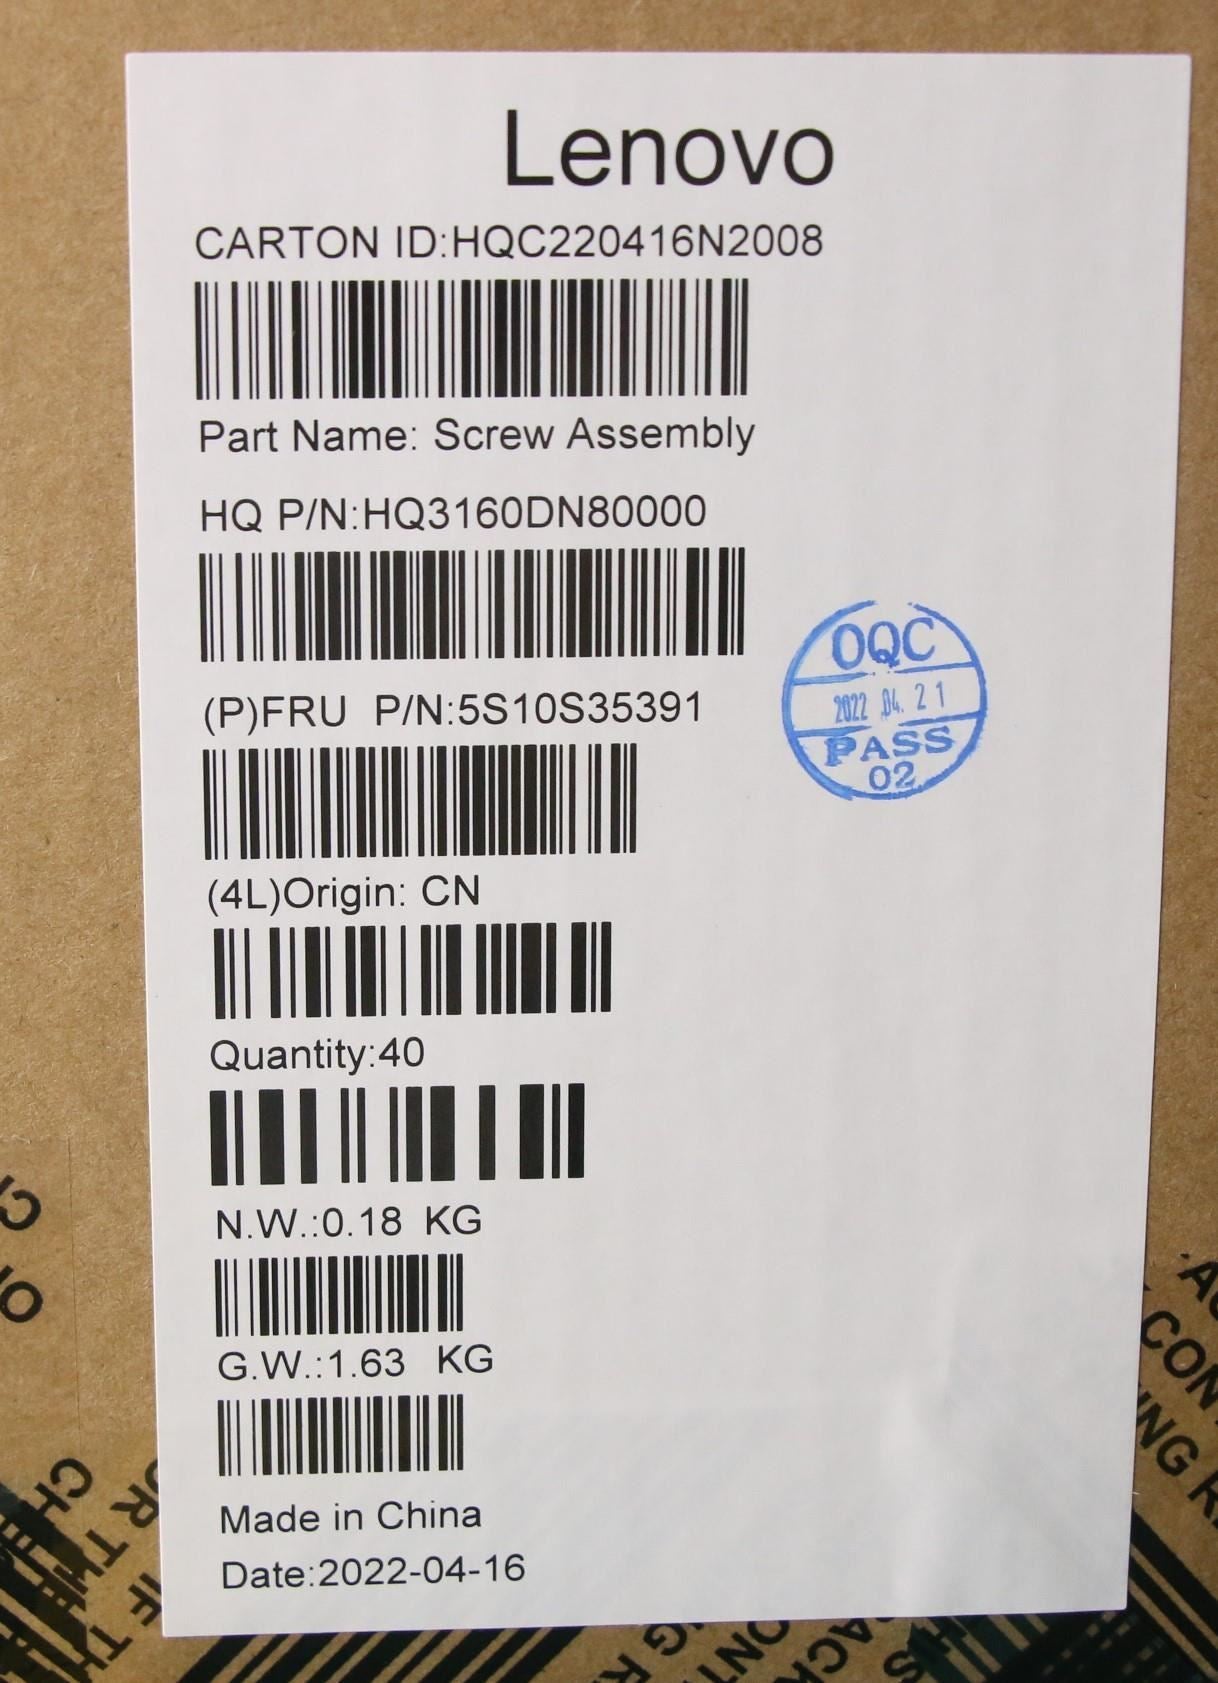 Lenovo
CARTON ID:HQC220416N2008
Part Name: Screw Assembly
HQ P/N:HQ3160DN80000
(P)FRU P/N:5S10S35391
OQC
2022 04. 21
PASS
02
(4L)Origin: CN
Quantity:40
N.W.:0.18 KG
G.W.:1.63 KG
Made in China
Date:2022-04-16